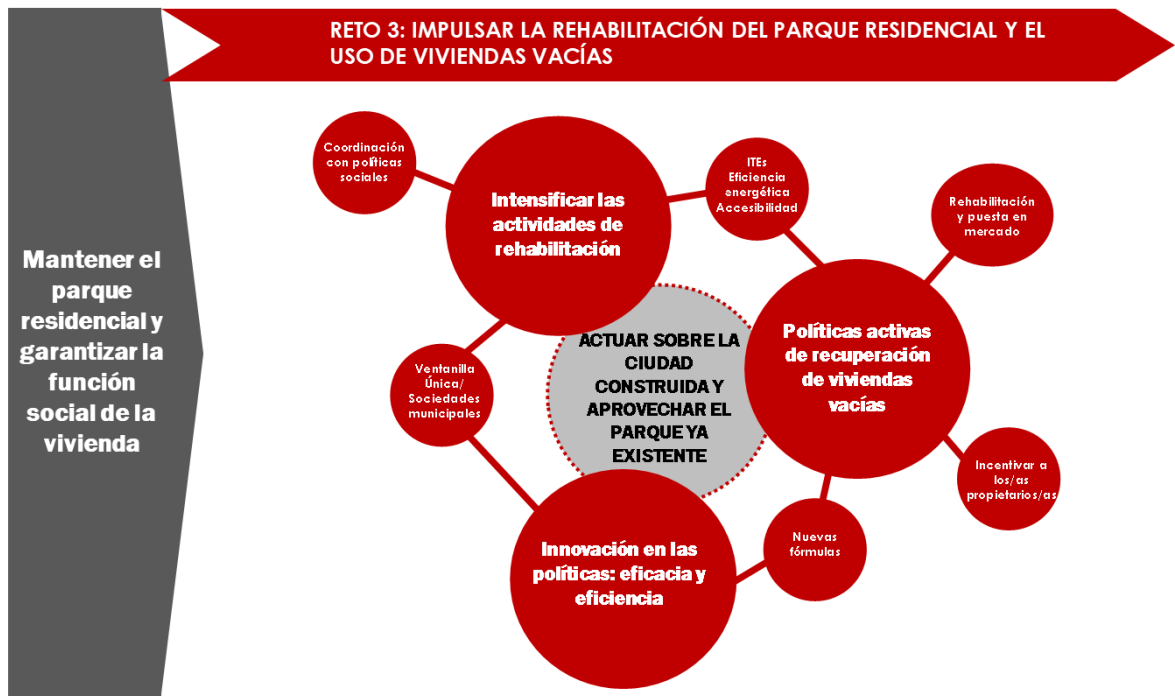 RETO 3: IMPULSAR LA REHABILITACIÓN DEL PARQUE RESIDENCIAL Y EL
USO DE VIVIENDAS VACÍAS
Mantener el
parque
residencial y
garantizar la
función
social de la
vivienda
Coordinación
con políticas
sociales
Intensificar las
actividades de
rehabilitación
ITEs
Eficiencia
energética
Accesibilidad
Rehabilitación
y puesta en
mercado
Políticas activas
de recuperación
de viviendas
vacías
ACTUAR SOBRE LA
CIUDAD
CONSTRUIDA Y
APROVECHAR EL
PARQUE YA
EXISTENTE
Ventanilla
Única/
Sociedades
municipales
Incentivar a
los/as
propietarios/as
Nuevas
fórmulas
Innovación en las
políticas: eficacia y
eficiencia